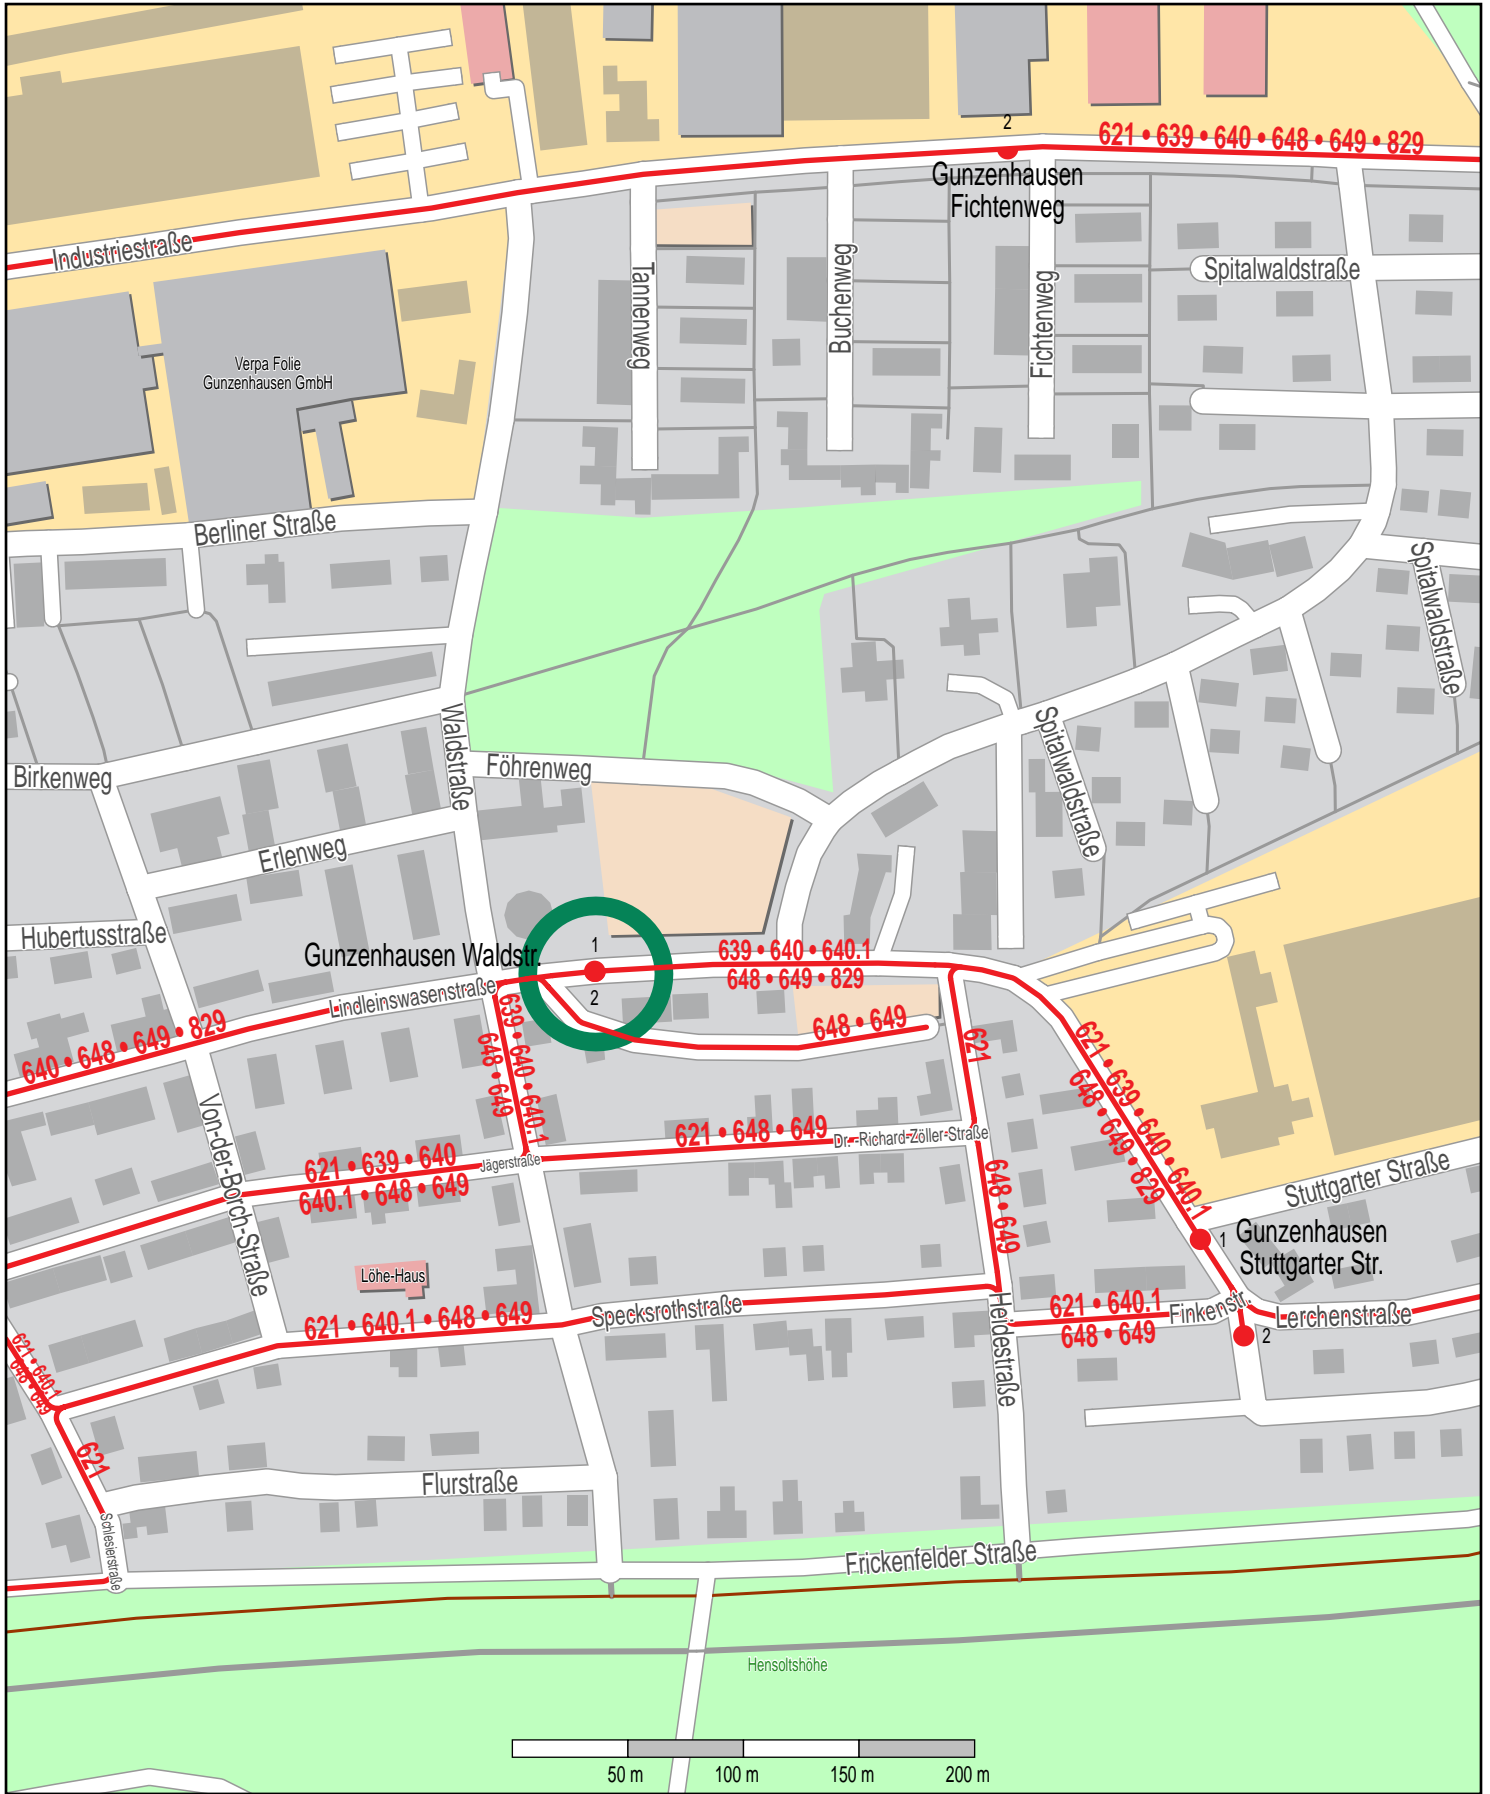 2
621 • 639 • 640 • 648 • 649 • 829
Gunzenhausen
Fichtenweg
Industriestraße
Tannenweg
Buchenweg
Fichtenweg
Spitalwaldstraße
Verpa Folie
Gunzenhausen GmbH
Berliner Straße
Spitalwaldstraße
Waldstraße
Föhrenweg
Birkenweg
Spitalwaldstraße
Erlenweg
Hubertusstraße
Gunzenhausen Waldstr.
1
2
639 • 640 • 640.1
648 • 649 • 829
Lindleinswasenstraße
640 • 648 • 649 • 829
639 • 640 • 640.1
648 • 649
648 • 649
621
621 • 639 • 640 • 640.1
648 • 649 • 829
Von-der-Borch-Straße
621 • 648 • 649
Dr.-Richard-Zöller-Straße
Jägerstraße
621 • 639 • 640
640.1 • 648 • 649
648 • 649
Stuttgarter Straße
1
Gunzenhausen
Stuttgarter Str.
Löhe-Haus
621 • 640.1 • 648 • 649
Specksrothstraße
Heidestraße
621 • 640.1
648 • 649
Finkenstr.
Lerchenstraße
2
621 • 640.1
648 • 649
621
Flurstraße
Schlesierstraße
Frickenfelder Straße
Hensoltshöhe
50 m
100 m
150 m
200 m